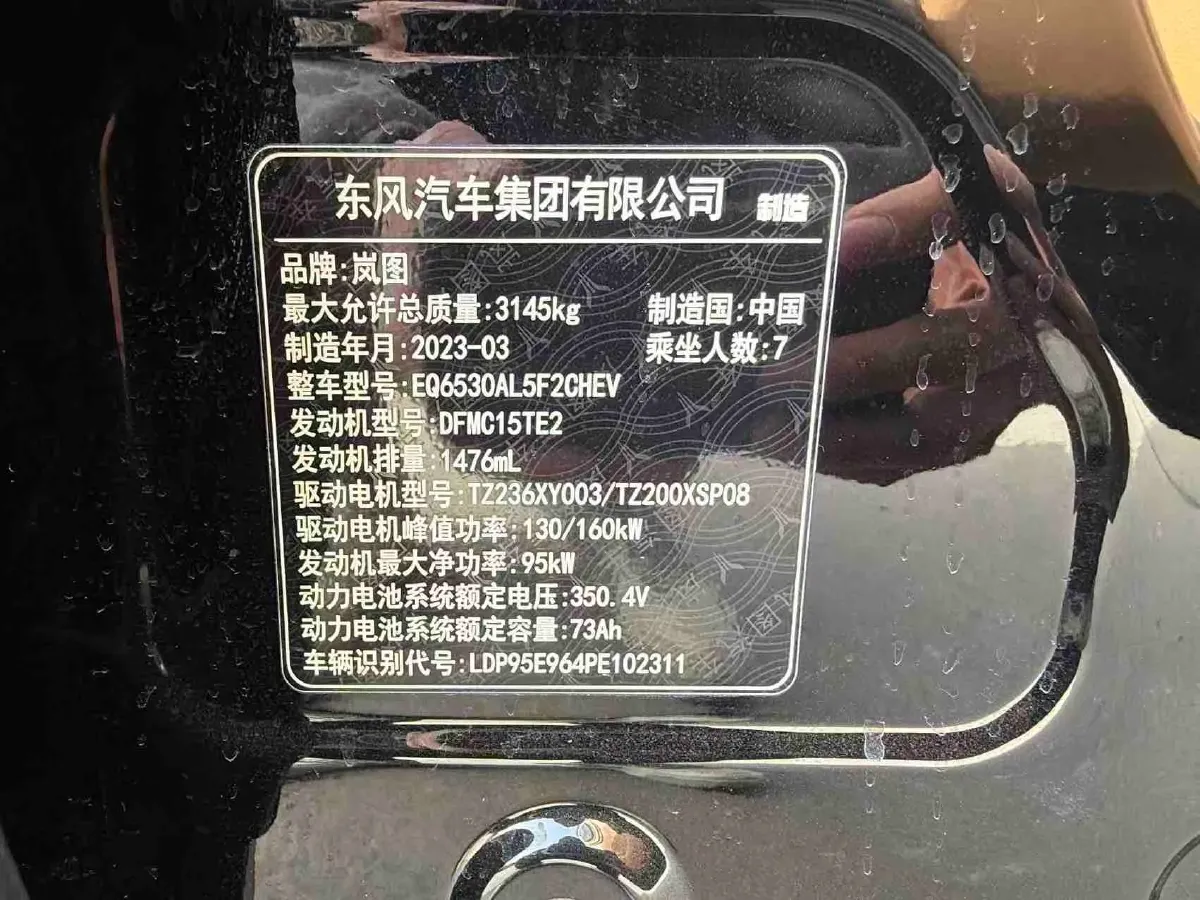 东风汽车集团有限公司 制造
品牌:岚图
最大允许总质量:3145kg 制造国:中国
制造年月:2023-03 乘坐人数:7
整车型号:EQ6530AL5F2CHEV
发动机型号:DFMC15TE2
发动机排量:1476mL
驱动电机型号:TZ236XY003/TZ200XSP08
驱动电机峰值功率:130/160kW
发动机最大净功率:95kW
动力电池系统额定电压:350.4V
动力电池系统额定容量:73Ah
车辆识别代号:LDP95E964PE102311